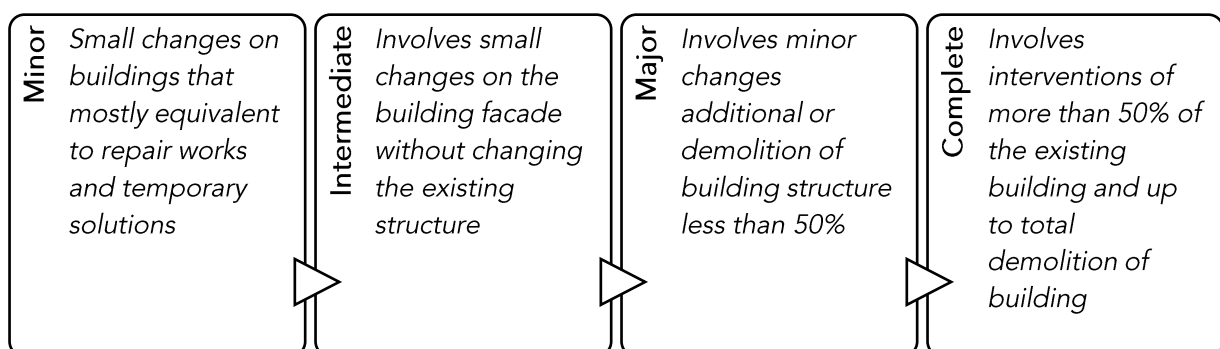 Minor
Small changes on
buildings that
mostly equivalent
to repair works
and temporary
solutions
Intermediate
Involves small
changes on the
building facade
without changing
the existing
structure
Major
Involves minor
changes
additional or
demolition of
building structure
less than 50%
Complete
Involves
interventions of
more than 50% of
the existing
building and up
to total
demolition of
building